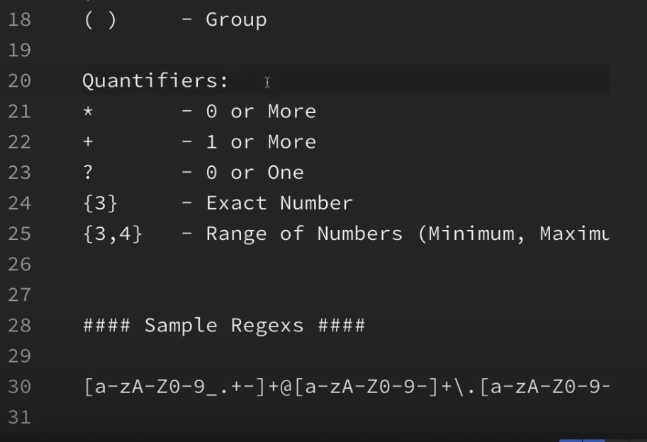 18 ( ) - Group
19
20 Quantifiers:
21 * - 0 or More
22 + - 1 or More
23 ? - 0 or One
24 {3} - Exact Number
25 {3,4} - Range of Numbers (Minimum, Maximu
26
27
28 #### Sample Regexs ####
29
30 [a-zA-Z0-9_.+-]+@[a-zA-Z0-9-]+\.[a-zA-Z0-9-
31